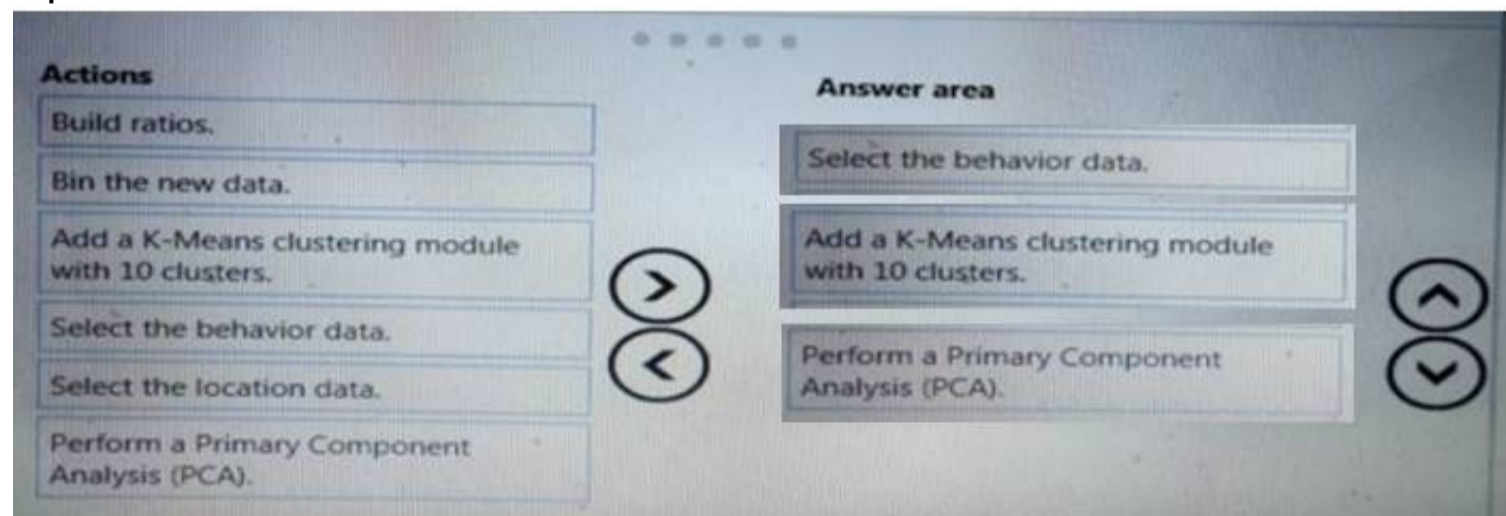 Actions
Build ratios.
Bin the new data.
Add a K-Means clustering module
with 10 clusters.
Select the behavior data.
Select the location data.
Perform a Primary Component
Analysis (PCA).
Answer area
Select the behavior data.
Add a K-Means clustering module
with 10 clusters.
Perform a Primary Component
Analysis (PCA).